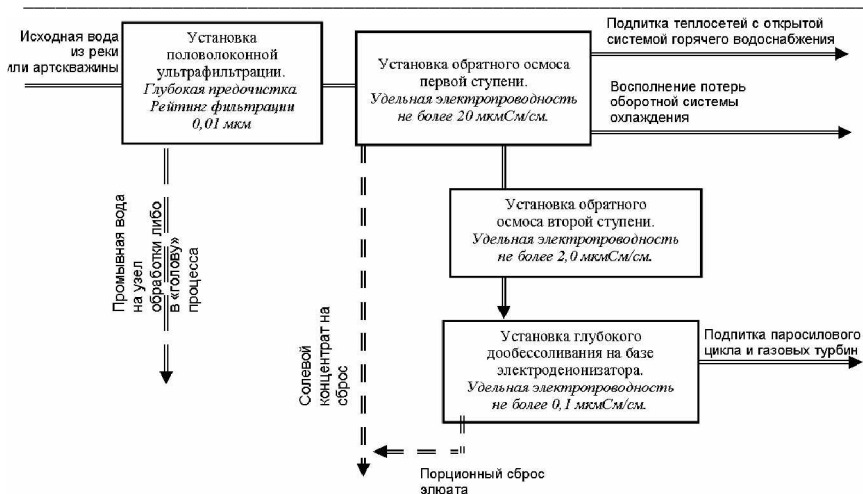 Исходная вода
из реки
или артскважины
Установка
половолоконной
ультрафильтрации.
Глубокая предочистка.
Рейтинг фильтрации
0,01 мкм
Установка обратного осмоса
первой ступени.
Удельная электропроводность
не более 20 мкмСм/см.
Подпитка теплосетей с открытой
системой горячего водоснабжения
Восполнение потерь
оборотной системы
охлаждения
Промывная вода
на узел
обработки либо
в «голову»
процесса
Солевой
концентрат на
сброс
Установка обратного
осмоса второй ступени.
Удельная электропроводность
не более 2,0 мкмСм/см.
Установка глубокого
дообессоливания на базе
электродеионизатора.
Удельная электропроводность
не более 0,1 мкмСм/см.
Подпитка паросилового
цикла и газовых турбин
Порционный сброс
элюата